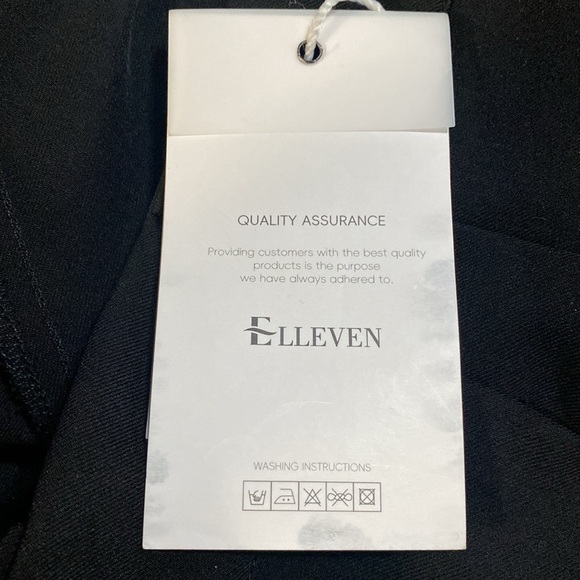 QUALITY ASSURANCE
Providing customers with the best quality
products is the purpose
we have always adhered to.
ELLEVEN
WASHING INSTRUCTIONS